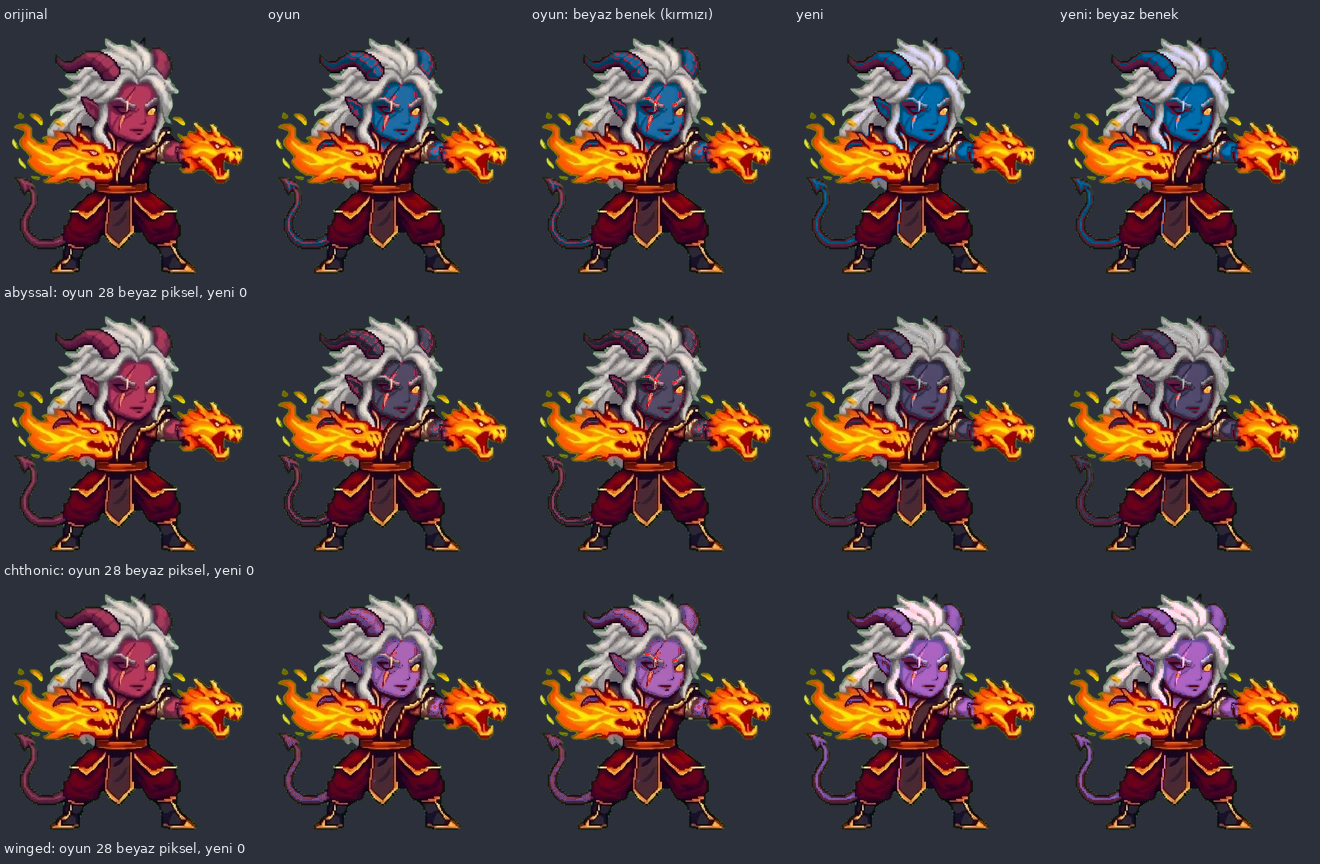 orijinal
oyun
oyun: beyaz benek (kırmızı)
yeni
yeni: beyaz benek
abyssal: oyun 28 beyaz piksel, yeni 0
chthonic: oyun 28 beyaz piksel, yeni 0
winged: oyun 28 beyaz piksel, yeni 0